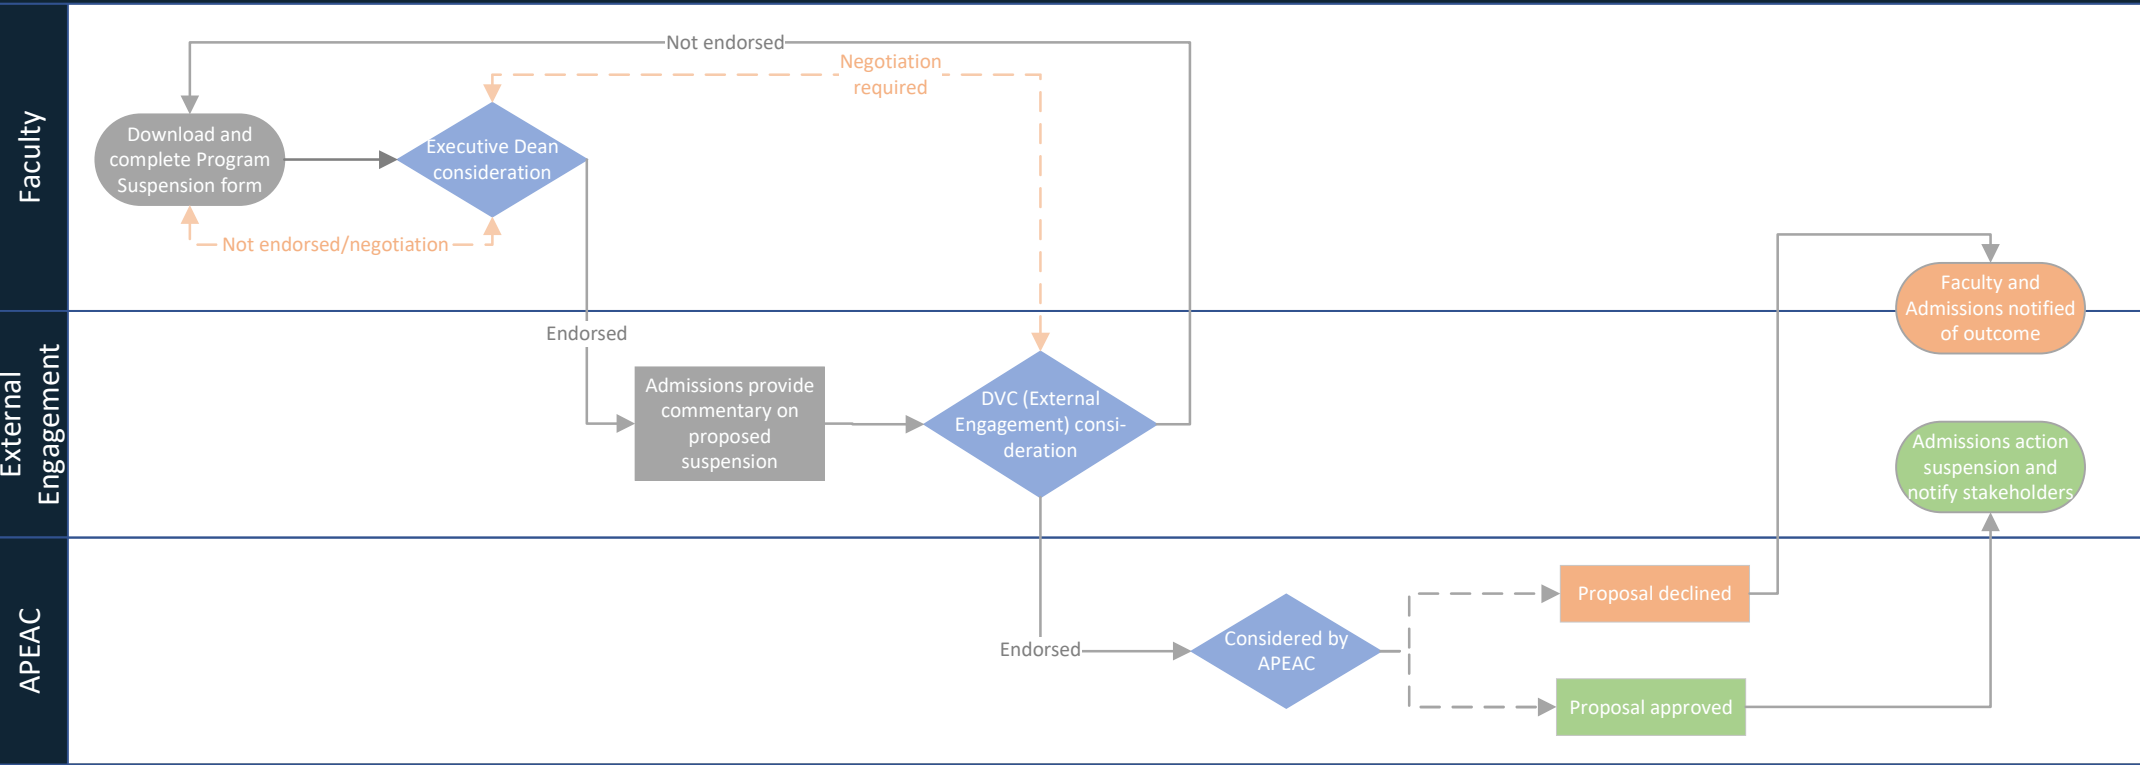 Faculty
Not endorsed
Negotiation
required
Download and
complete Program
Suspension form
Executive Dean
consideration
Not endorsed/negotiation
Faculty and
Admissions notified
of outcome
External
Engagement
Endorsed
Admissions provide
commentary on
proposed
suspension
DVC (External
Engagement) consi-
deration
Admissions action
suspension and
notify stakeholders
APEAC
Endorsed
Considered by
APEAC
Proposal declined
Proposal approved